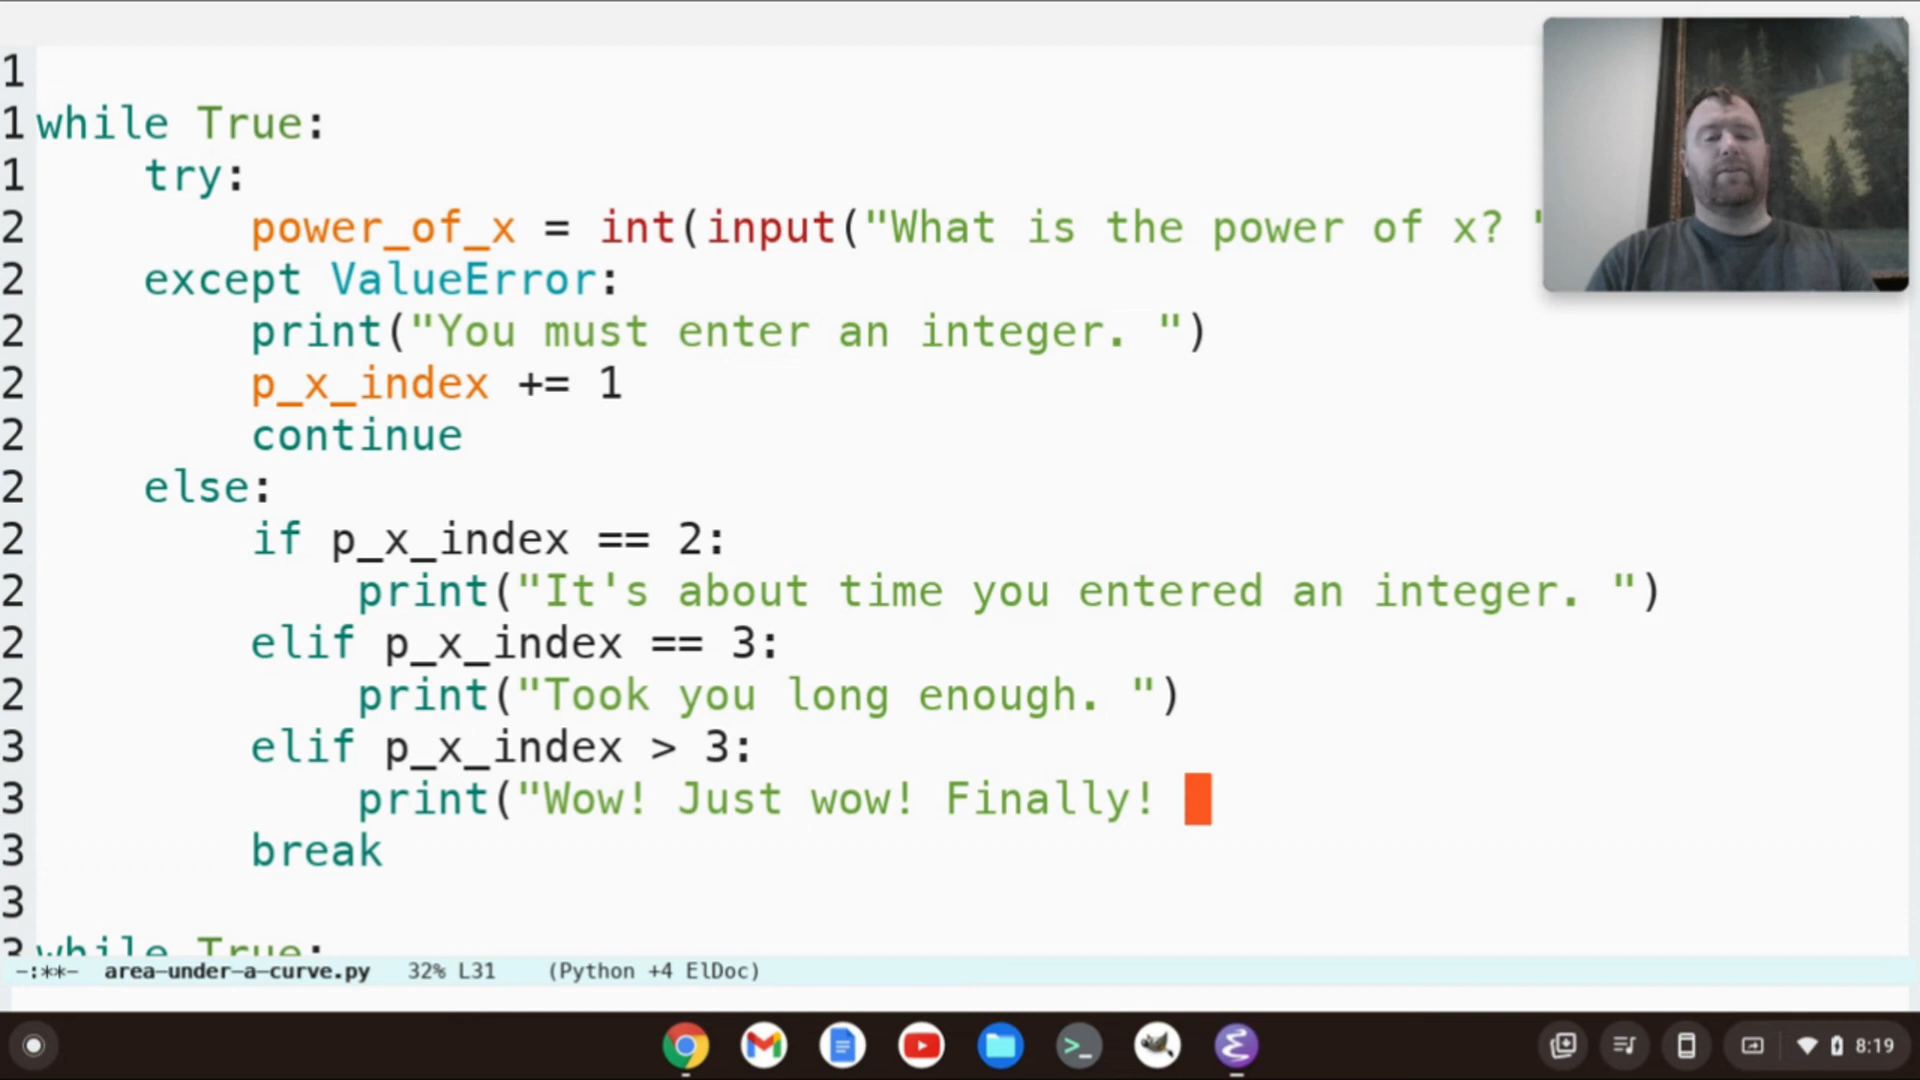 1
1 while True:
1 try:
2 power_of_x = int(input("What is the power of x? "
2 except ValueError:
2 print("You must enter an integer. ")
2 p_x_index += 1
2 continue
2 else:
2 if p_x_index == 2:
2 print("It's about time you entered an integer. ")
2 elif p_x_index == 3:
2 print("Took you long enough. ")
3 elif p_x_index > 3:
3 print("Wow! Just wow! Finally!
3 break
3
3 while True:
-:**- area-under-a-curve.py 32% L31 (Python +4 ElDoc)
8:19